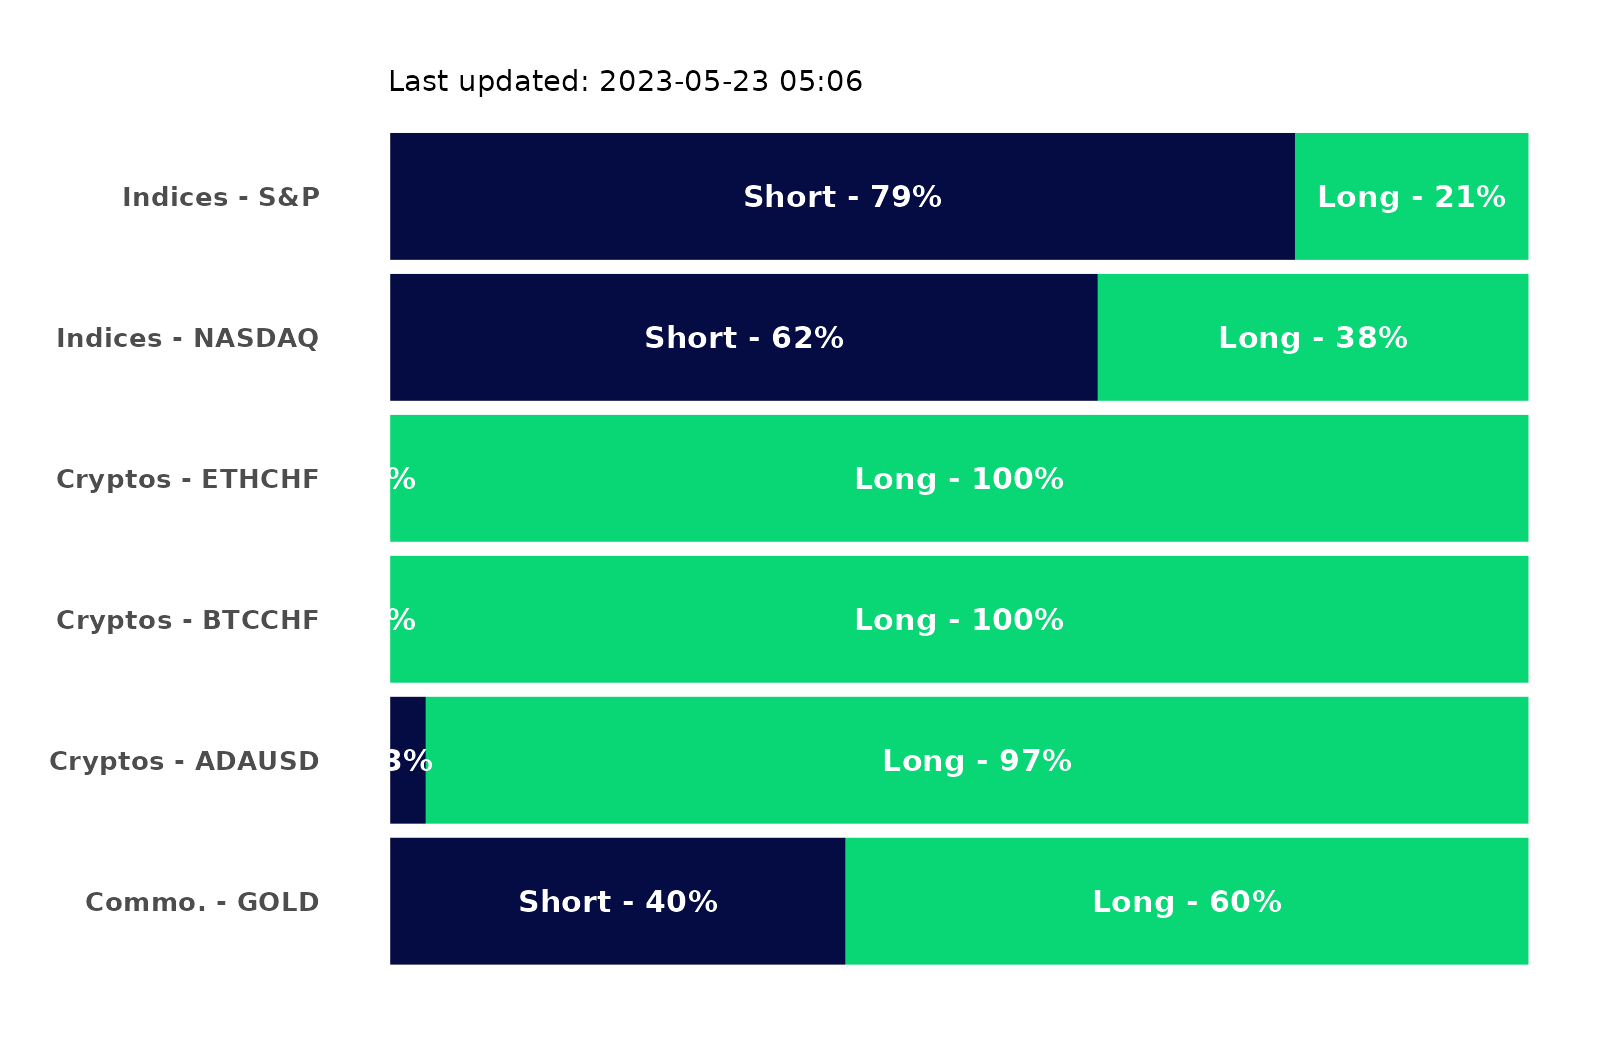 Last updated: 2023-05-23 05:06
Indices - S&P Short - 79% Long - 21%
Indices - NASDAQ Short - 62% Long - 38%
Cryptos - ETHCHF % Long - 100%
Cryptos - BTCCHF % Long - 100%
Cryptos - ADAUSD 3% Long - 97%
Commo. - GOLD Short - 40% Long - 60%